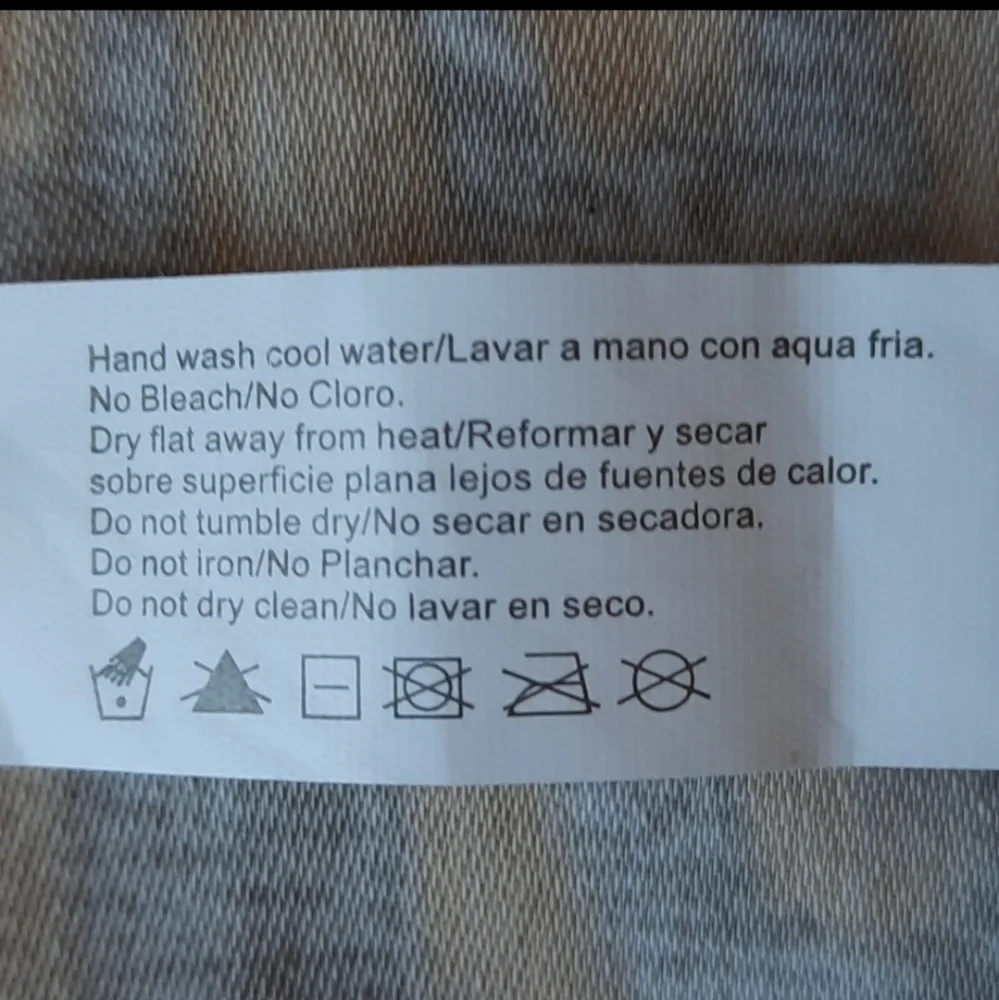 Hand wash cool water/Lavar a mano con aqua fria.
No Bleach/No Cloro.
Dry flat away from heat/Reformar y secar
sobre superficie plana lejos de fuentes de calor.
Do not tumble dry/No secar en secadora.
Do not iron/No Planchar.
Do not dry clean/No lavar en seco.